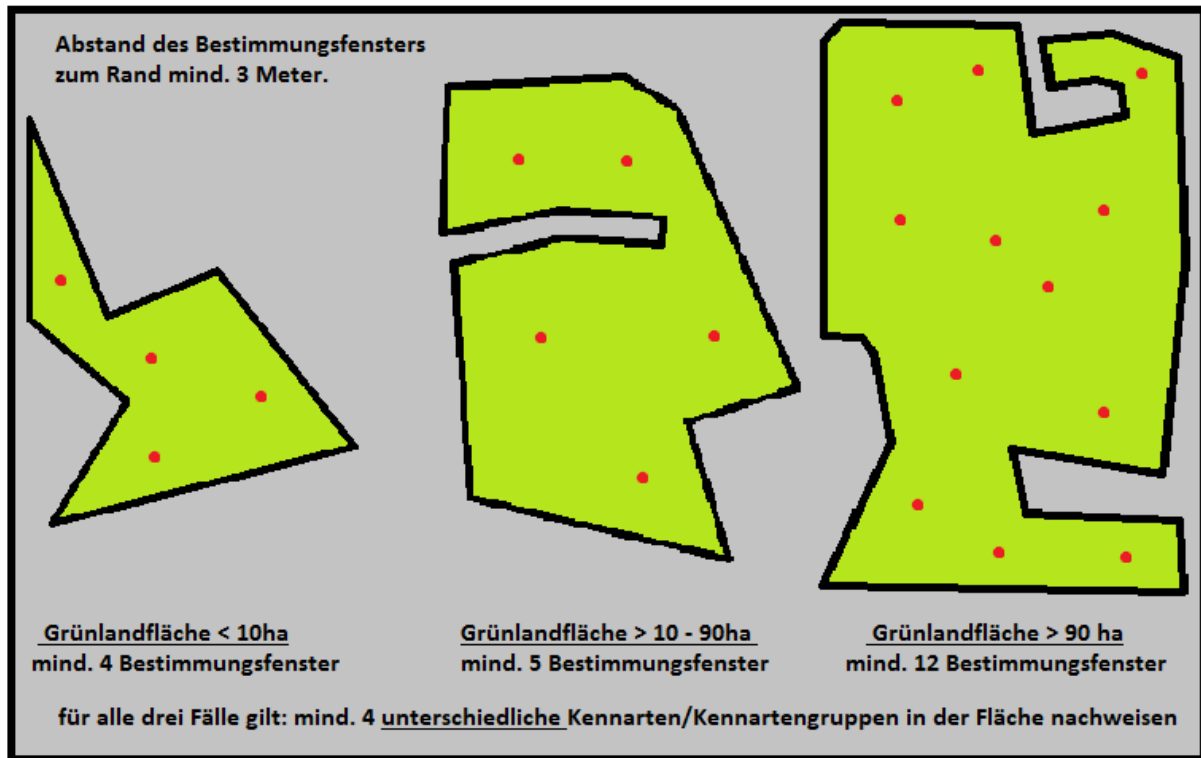 Abstand des Bestimmungsfensters
zum Rand mind. 3 Meter.
Grünlandfläche < 10ha
mind. 4 Bestimmungsfenster
Grünlandfläche > 10 - 90ha
mind. 5 Bestimmungsfenster
Grünlandfläche > 90 ha
mind. 12 Bestimmungsfenster
für alle drei Fälle gilt: mind. 4 unterschiedliche Kennarten/Kennartengruppen in der Fläche nachweisen